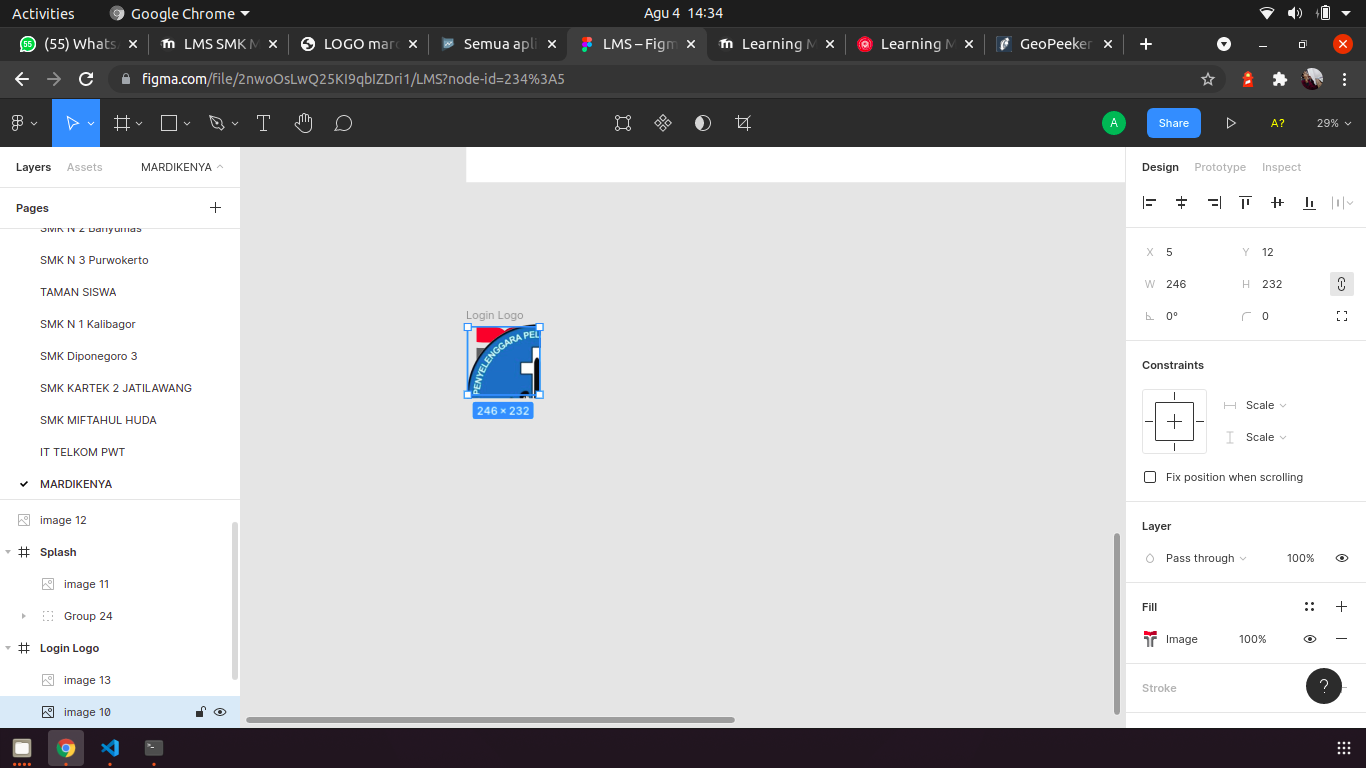 Activities
Google Chrome
Agu 4 14:34
(55) Whats
LMS SMK M
LOGO mar
Semua apl
LMS – Figm
Learning M
Learning M
GeoPeeker
figma.com/file/2nwoOsLwQ25KI9qbIZDri1/LMS?node-id=234%3A5
A
Share
A?
29%
Layers
Assets
MARDIKENYA
Design
Prototype
Inspect
Pages
SMK N 2 Banyumas
SMK N 3 Purwokerto
TAMAN SISWA
SMK N 1 Kalibagor
SMK Diponegoro 3
SMK KARTEK 2 JATILAWANG
SMK MIFTAHUL HUDA
IT TELKOM PWT
MARDIKENYA
image 12
Splash
image 11
Group 24
Login Logo
image 13
image 10
Login Logo
PENYELENGGARA PEL
246 × 232
X 5
Y 12
W 246
H 232
0°
0
Constraints
Scale
Scale
Fix position when scrolling
Layer
Pass through
100%
Fill
Image
100%
Stroke
?